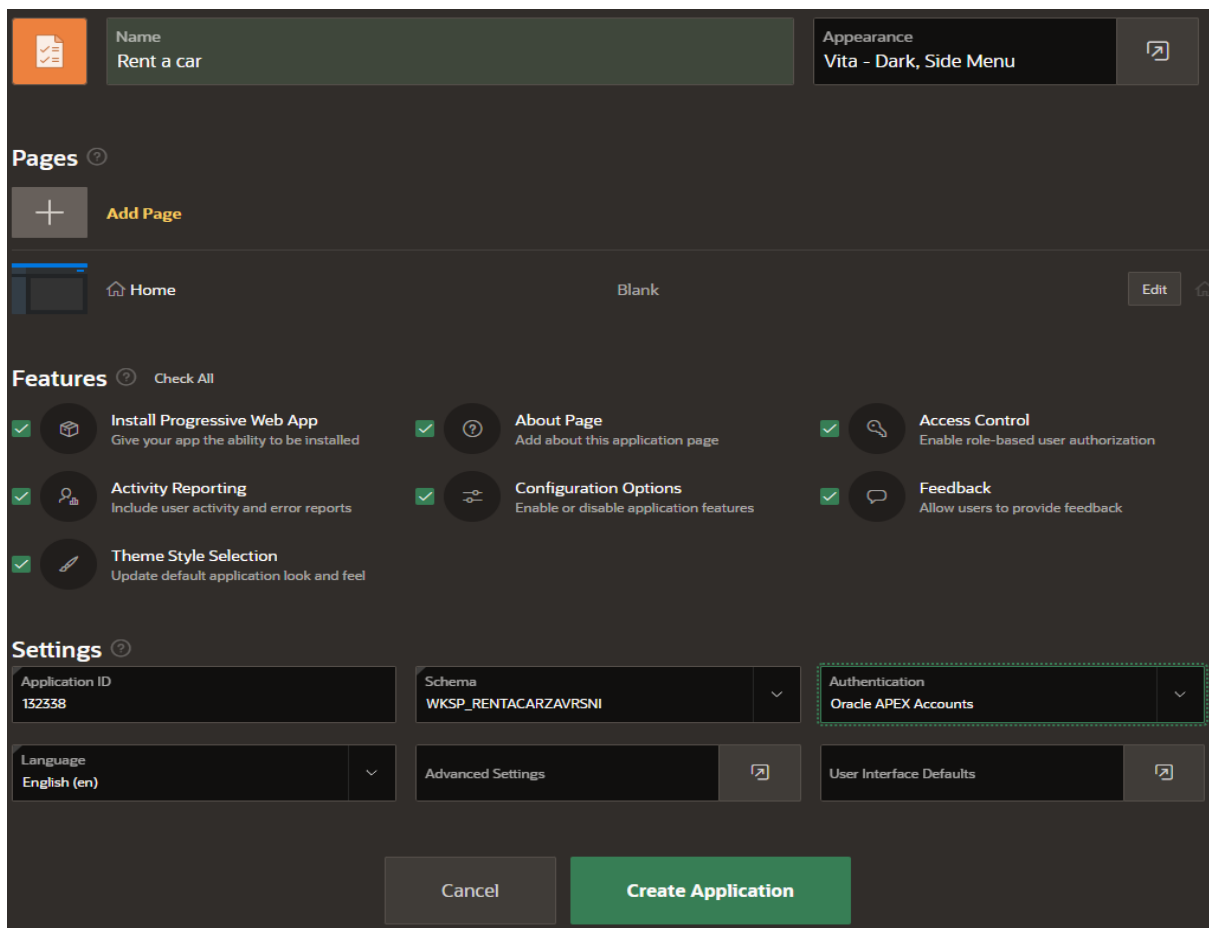 Name
Rent a car
Appearance
Vita - Dark, Side Menu
Pages
Add Page
Home
Blank
Edit
Features
Check All
Install Progressive Web App
Give your app the ability to be installed
About Page
Add about this application page
Access Control
Enable role-based user authorization
Activity Reporting
Include user activity and error reports
Configuration Options
Enable or disable application features
Feedback
Allow users to provide feedback
Theme Style Selection
Update default application look and feel
Settings
Application ID
132338
Schema
WKSP_RENTACARZAVRSNI
Authentication
Oracle APEX Accounts
Language
English (en)
Advanced Settings
User Interface Defaults
Cancel
Create Application